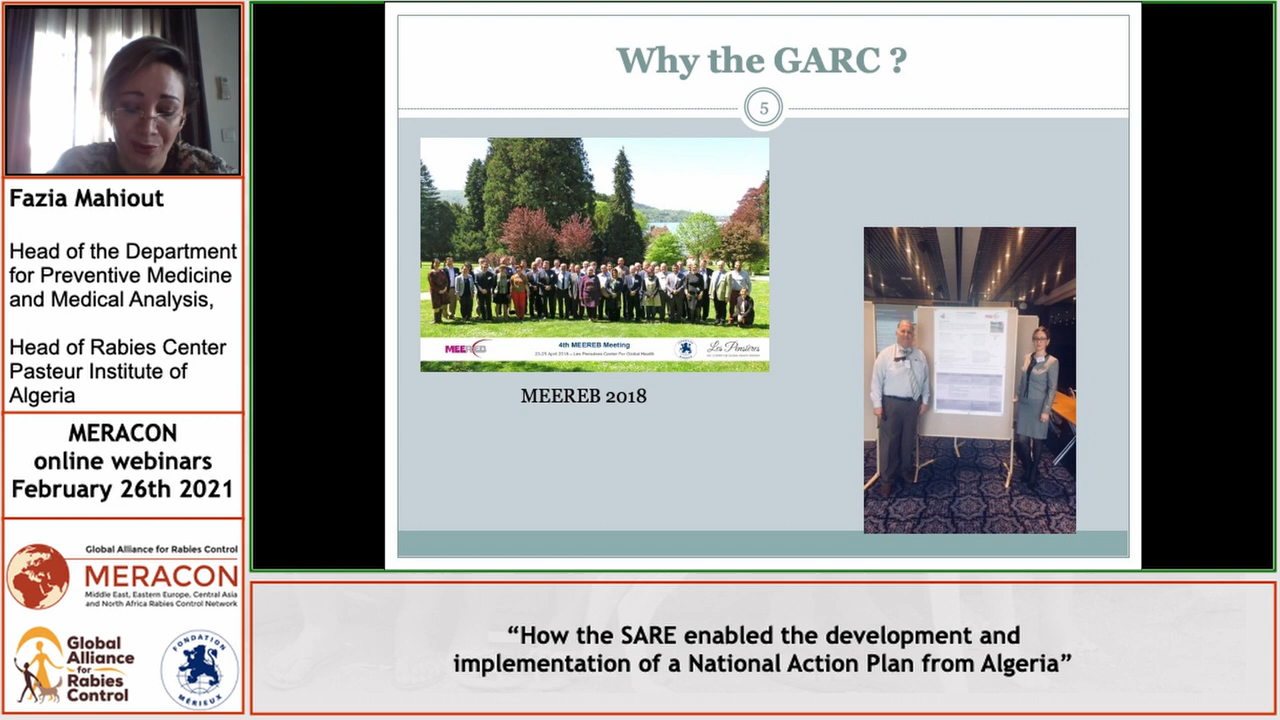 Fazia Mahiout
Head of the Department
for Preventive Medicine
and Medical Analysis,
Head of Rabies Center
Pasteur Institute of
Algeria
MERACON
online webinars
February 26th 2021
Global Alliance for Rabies Control
MERACON
Middle East, Eastern Europe, Central Asia
and North Africa Rabies Control Network
Global
Alliance
for
Rabies
Control
FONDATION
MÉRIEUX
Why the GARC ?
5
MEEREB
4th MEEREB Meeting
Les Pensières
MEEREB 2018
“How the SARE enabled the development and
implementation of a National Action Plan from Algeria”